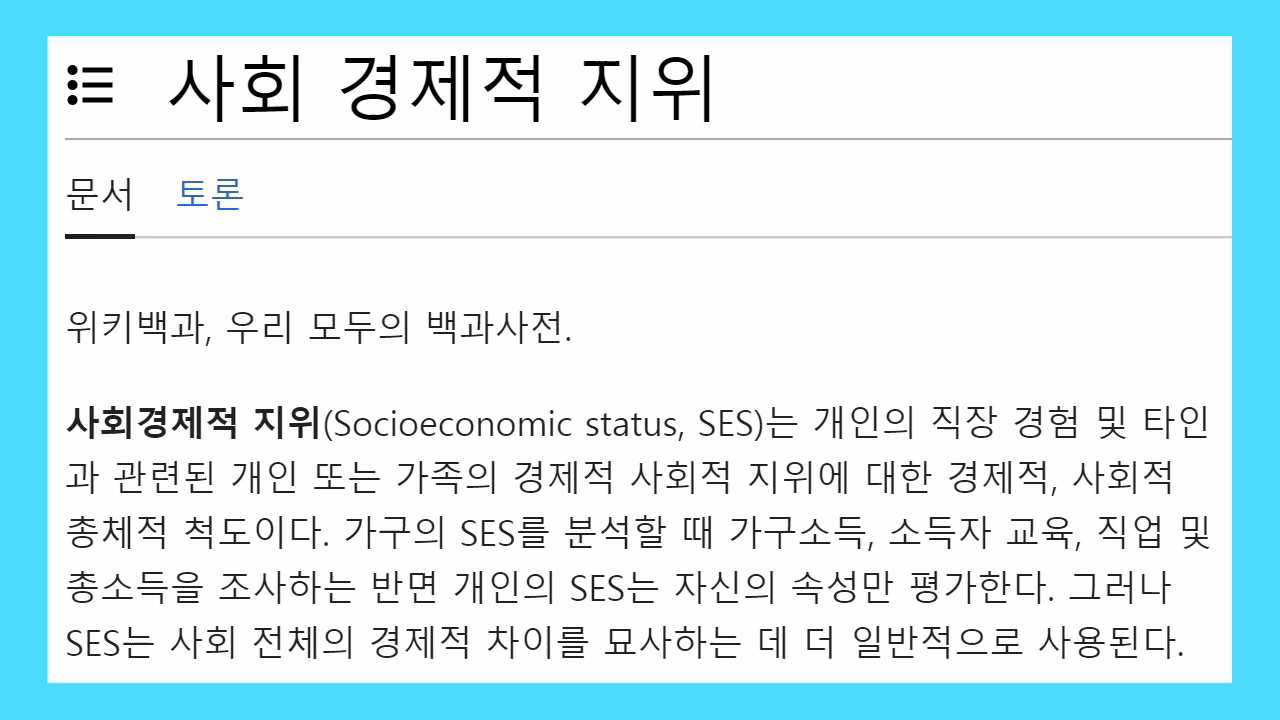 사회 경제적 지위
문서 토론
위키백과, 우리 모두의 백과사전.
사회경제적 지위(Socioeconomic status, SES)는 개인의 직장 경험 및 타인
과 관련된 개인 또는 가족의 경제적 사회적 지위에 대한 경제적, 사회적
총체적 척도이다. 가구의 SES를 분석할 때 가구소득, 소득자 교육, 직업 및
총소득을 조사하는 반면 개인의 SES는 자신의 속성만 평가한다. 그러나
SES는 사회 전체의 경제적 차이를 묘사하는 데 더 일반적으로 사용된다.